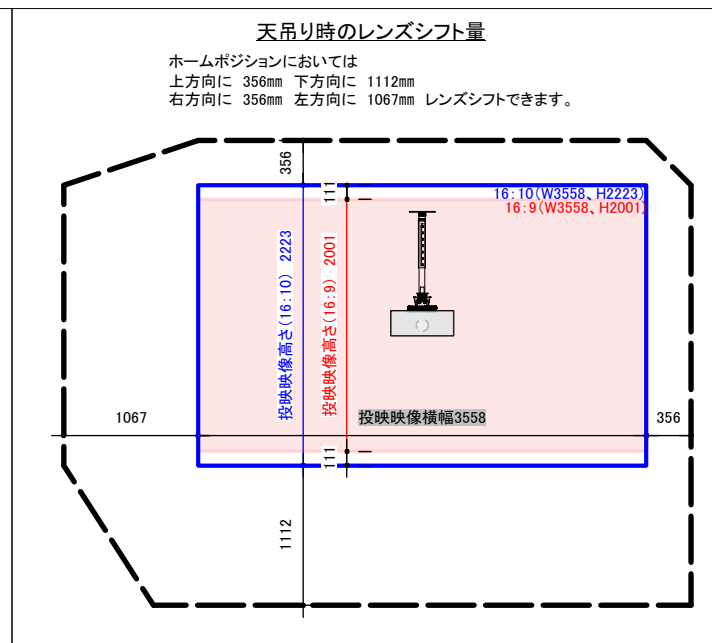 天吊り時のレンズシフト量
ホームポジションにおいては
上方向に 356mm 下方向に 1112mm
右方向に 356mm 左方向に 1067mm レンズシフトできます。
356
111
16:10(W3558、H2223)
16:9(W3558、H2001)
投映映像高さ(16:10) 2223
投映映像高さ(16:9) 2001
1067
投映映像横幅3558
356
111
1112